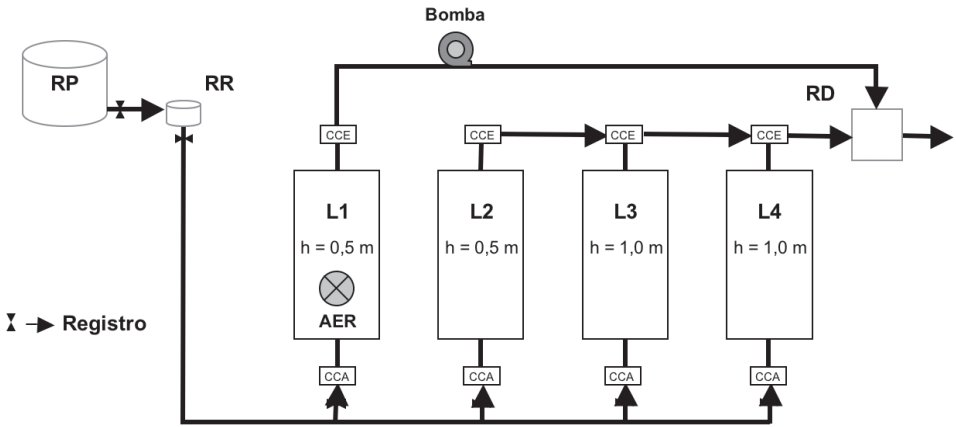 Bomba
RP
RR
RD
CCE
CCE
CCE
CCE
L1
L2
L3
L4
h = 0,5 m
h = 0,5 m
h = 1,0 m
h = 1,0 m
AER
Registro
CCA
CCA
CCA
CCA